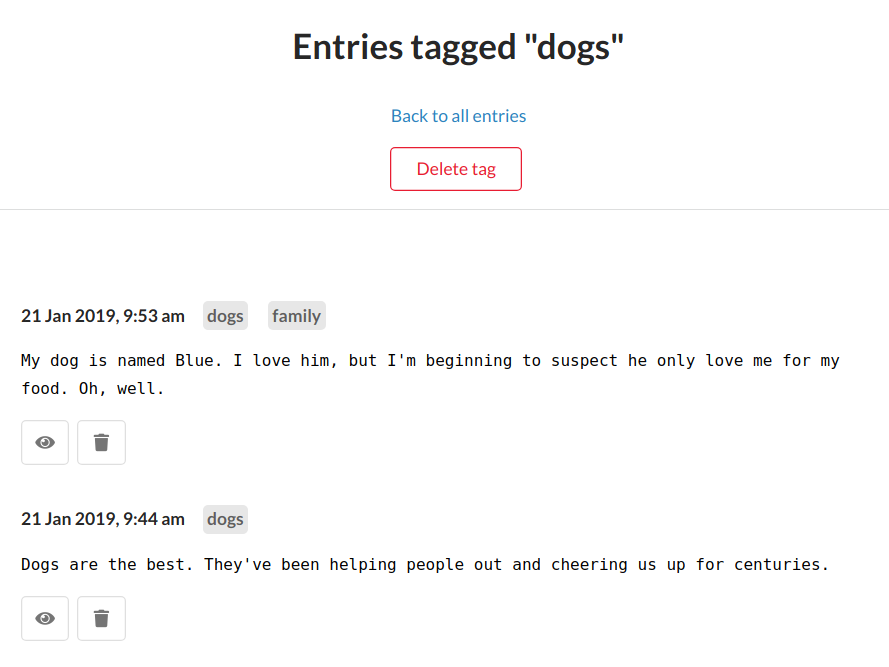 Entries tagged "dogs"
Back to all entries
Delete tag
21 Jan 2019, 9:53 am dogs family
My dog is named Blue. I love him, but I'm beginning to suspect he only love me for my
food. Oh, well.
21 Jan 2019, 9:44 am dogs
Dogs are the best. They've been helping people out and cheering us up for centuries.